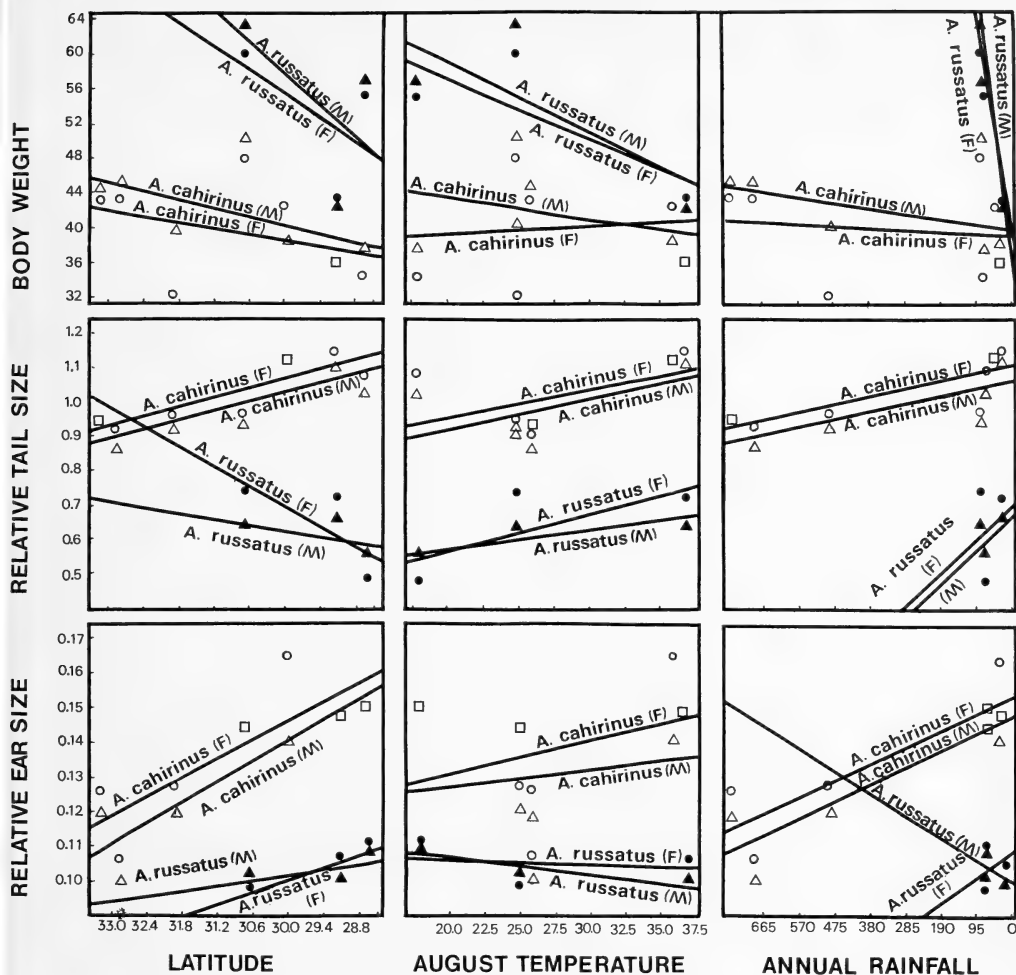 BODY WEIGHT
64
60
56
52
48
44
40
36
32
A. russatus (M)
A. russatus (F)
A. cahirinus (M)
A. cahirinus (F)
A. russatus (M)
A. russatus (F)
A. cahirinus (M)
A. cahirinus (F)
A. russatus (F)
A. russatus (M)
A. cahirinus (M)
A. cahirinus (F)
RELATIVE TAIL SIZE
1.2
1.1
1.0
0.9
0.8
0.7
0.6
0.5
A. cahirinus (F)
A. cahirinus (M)
A. russatus (F)
A. russatus (M)
A. cahirinus (F)
A. cahirinus (M)
A. russatus (F)
A. russatus (M)
A. cahirinus (F)
A. cahirinus (M)
A. russatus
(F)
(M)
RELATIVE EAR SIZE
0.17
0.16
0.15
0.14
0.13
0.12
0.11
0.10
A. cahirinus (F)
A. cahirinus (M)
A. russatus (M)
A. russatus
(F)
A. cahirinus (F)
A. cahirinus (M)
A. russatus (F)
A. russatus (M)
A. cahirinus (F)
A. cahirinus (M)
A. russatus (M)
A. russatus
(F)
33.0 32.4 31.8 31.2 30.6 30.0 29.4 28.8
20.0 22.5 25.0 27.5 30.0 32.5 35.0 37.5
665 570 475 380 285 190 95 0
LATITUDE
AUGUST TEMPERATURE
ANNUAL RAINFALL